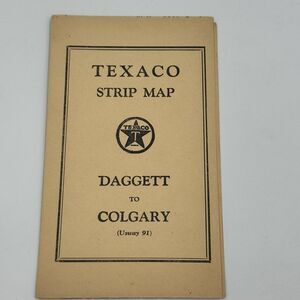 TEXACO
STRIP MAP
TEXACO
T
DAGGETT
TO
COLGARY
(Usway 91)